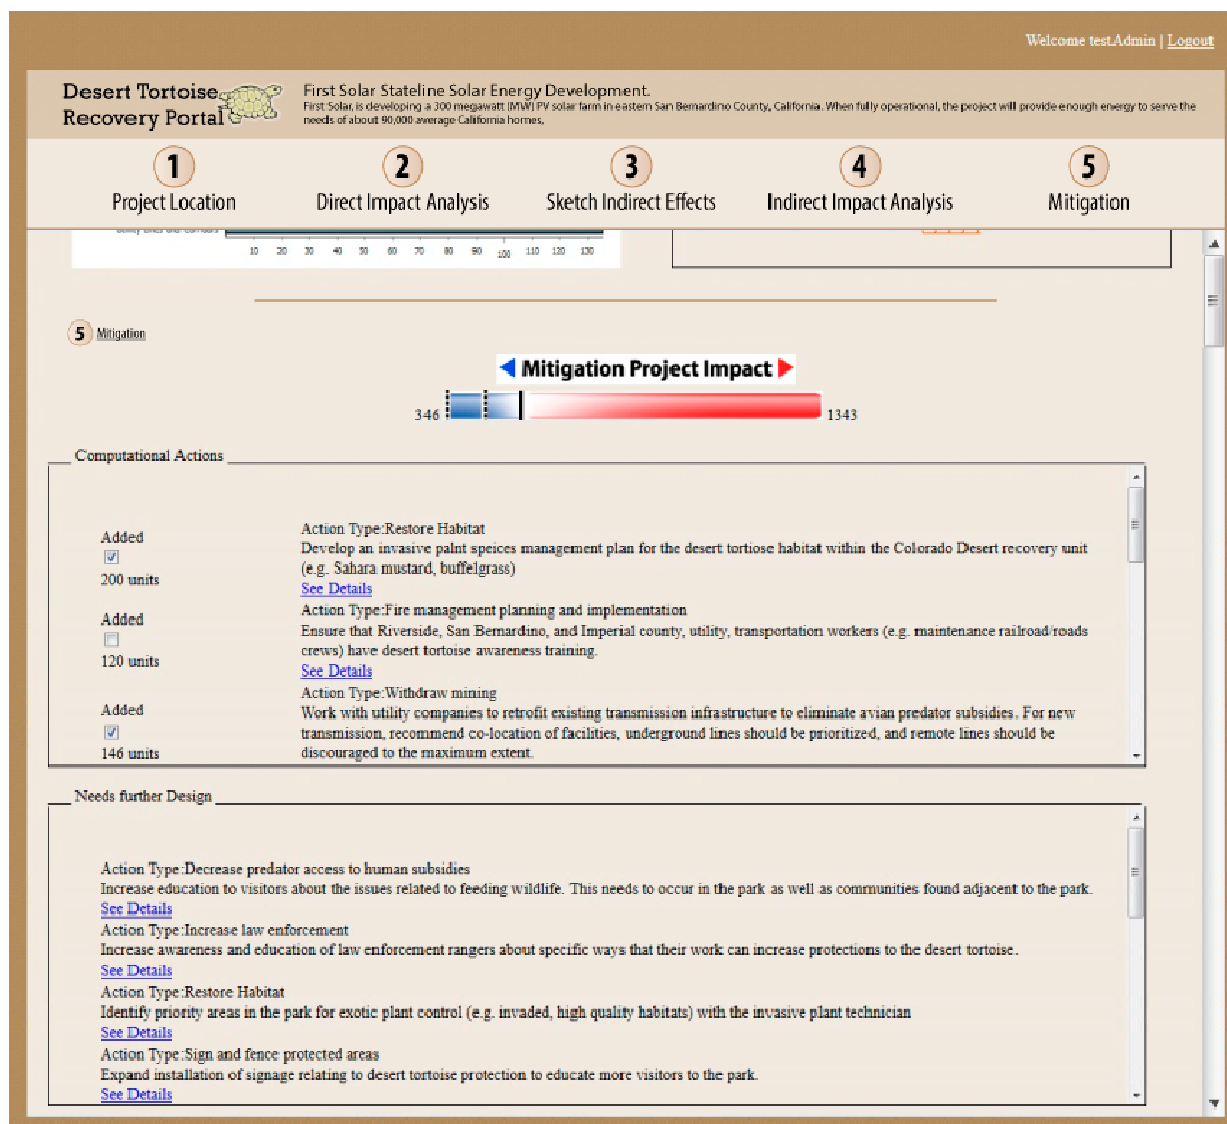 Welcome testAdmin | Logout
Desert Tortoise
Recovery Portal
First Solar Stateline Solar Energy Development.
First Solar, is developing a 300 megawatt (MW) PV solar farm in eastern San Bernardino County, California. When fully operational, the project will provide enough energy to serve the
needs of about 90,000 average California homes,
1 2 3 4 5
Project Location Direct Impact Analysis Sketch Indirect Effects Indirect Impact Analysis Mitigation
10 20 30 40 50 60 70 80 90 100 110 120 130
5 Mitigation
Mitigation Project Impact
346 1343
Computational Actions
Added
200 units
Action Type:Restore Habitat
Develop an invasive palnt speices management plan for the desert tortiose habitat within the Colorado Desert recovery unit
(e.g. Sahara mustard, buffelgrass)
See Details
Added
120 units
Action Type:Fire management planning and implementation
Ensure that Riverside, San Bernardino, and Imperial county, utility, transportation workers (e.g. maintenance railroad/roads
crews) have desert tortoise awareness training.
See Details
Added
146 units
Action Type:Withdraw mining
Work with utility companies to retrofit existing transmission infrastructure to eliminate avian predator subsidies. For new
transmission, recommend co-location of facilities, underground lines should be prioritized, and remote lines should be
discouraged to the maximum extent.
Needs further Design
Action Type:Decrease predator access to human subsidies
Increase education to visitors about the issues related to feeding wildlife. This needs to occur in the park as well as communities found adjacent to the park.
See Details
Action Type:Increase law enforcement
Increase awareness and education of law enforcement rangers about specific ways that their work can increase protections to the desert tortoise.
See Details
Action Type:Restore Habitat
Identify priority areas in the park for exotic plant control (e.g. invaded, high quality habitats) with the invasive plant technician
See Details
Action Type:Sign and fence protected areas
Expand installation of signage relating to desert tortoise protection to educate more visitors to the park.
See Details